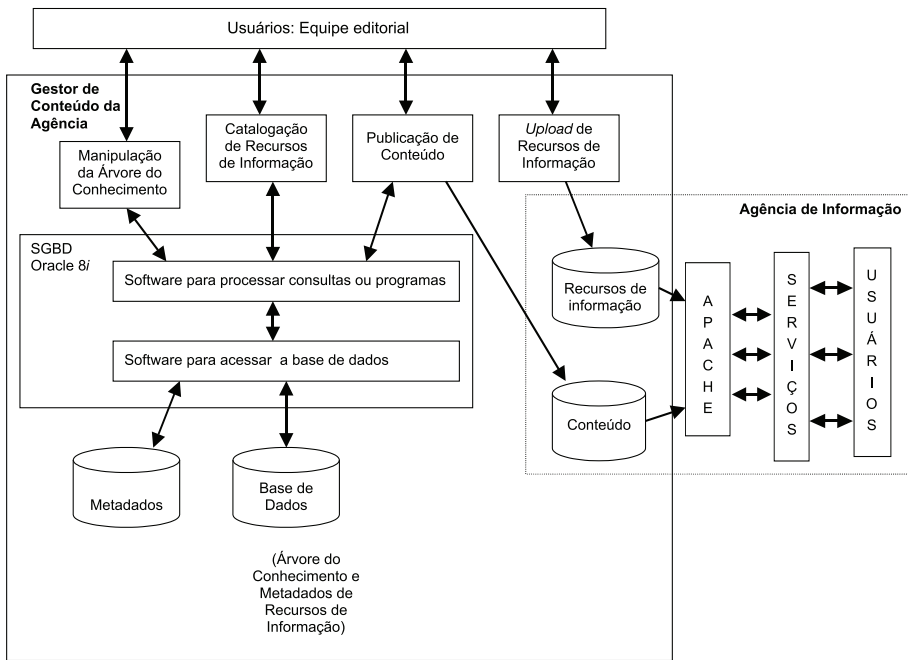 Usuários: Equipe editorial
Gestor de
Conteúdo da
Agência
Manipulação
da Árvore do
Conhecimento
Catalogação
de Recursos
de Informação
Publicação de
Conteúdo
Upload de
Recursos de
Informação
Agência de Informação
SGBD
Oracle 8i
Software para processar consultas ou programas
Software para acessar a base de dados
Recursos de
informação
Conteúdo
APACHE
SERVIÇOS
USUÁRIOS
Metadados
Base de
Dados
(Árvore do
Conhecimento e
Metadados de
Recursos de
Informação)